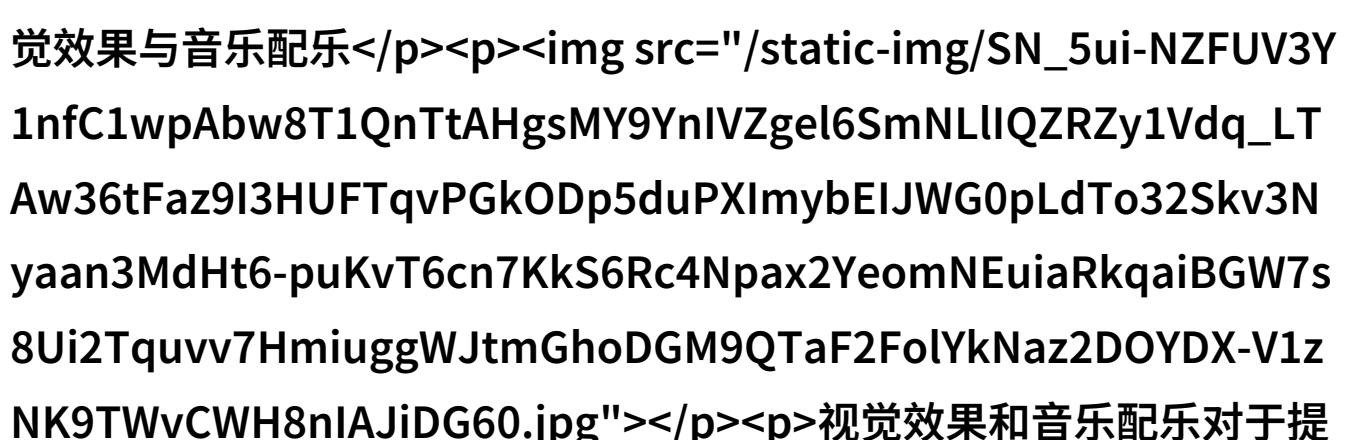 觉效果与音乐配乐</p><p><img src="/static-img/SN_5ui-NZFUV3Y
1nfC1wpAbw8T1QnTtAHgsMY9YnIVZgel6SmNLlIQZRZy1Vdq_LT
Aw36tFaz9I3HUFTqvPGkODp5duPXImybEIJWG0pLdTo32Skv3N
yaan3MdHt6-puKvT6cn7KkS6Rc4Npax2YeomNEuiaRkqaiBGW7s
8Ui2Tquvv7HmiuggWJtmGhoDGM9QTaF2FolYkNaz2DOYDX-V1z
NK9TWvCWH8nIAJiDG60.jpg"></p><p>视觉效果和音乐配乐对于提